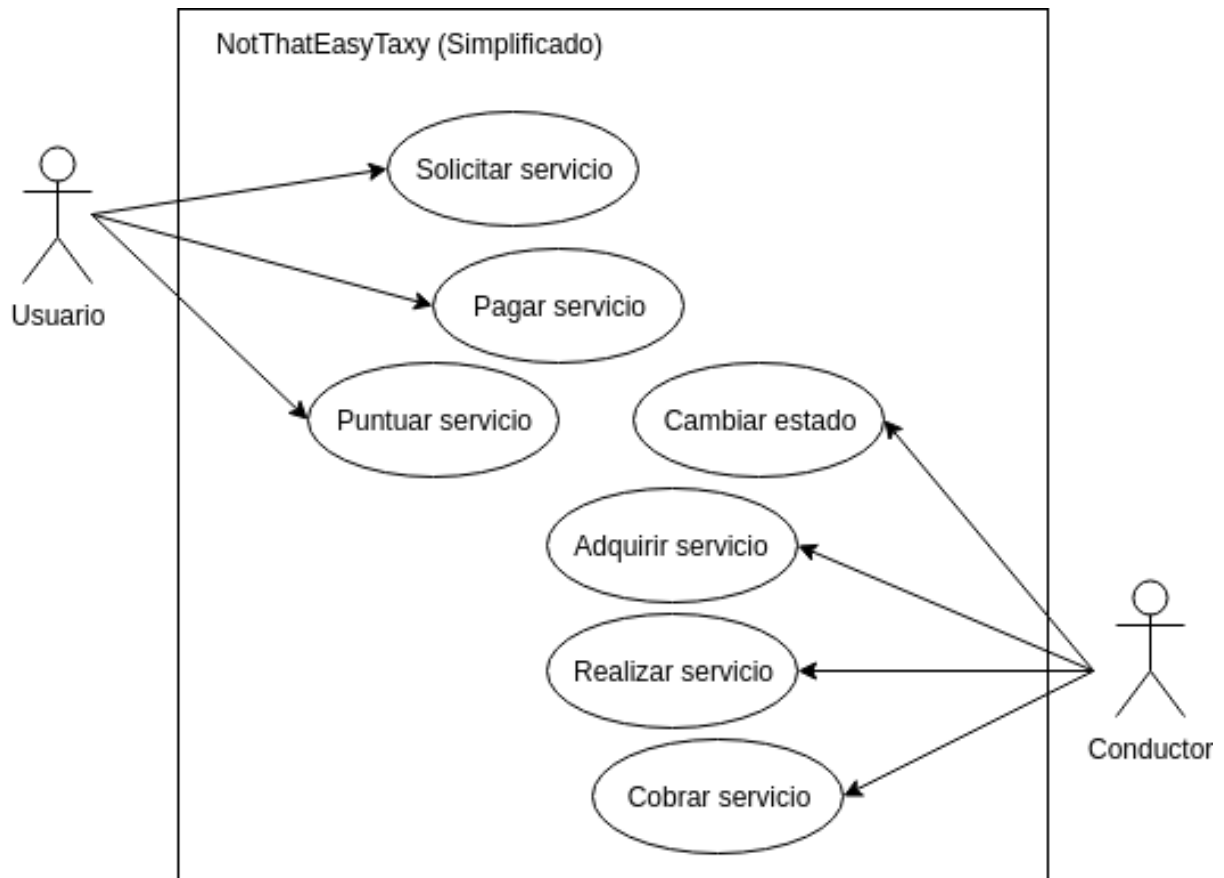 NotThatEasyTaxy (Simplificado)
Solicitar servicio
Pagar servicio
Usuario
Puntuar servicio
Cambiar estado
Adquirir servicio
Realizar servicio
Conductor
Cobrar servicio